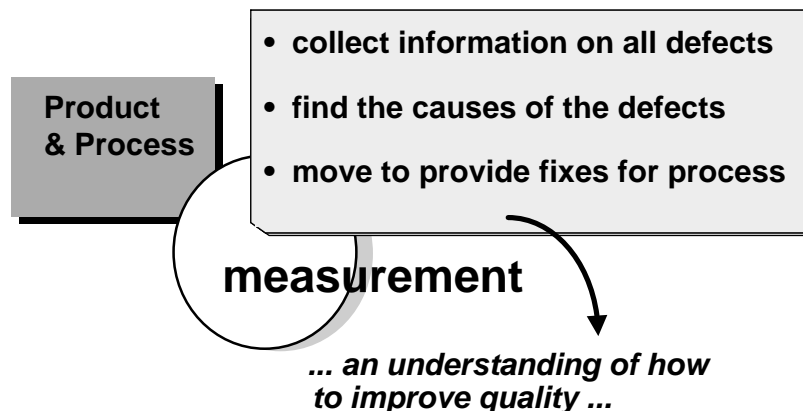 • collect information on all defects
• find the causes of the defects
• move to provide fixes for process
Product
& Process
measurement
... an understanding of how
to improve quality ...